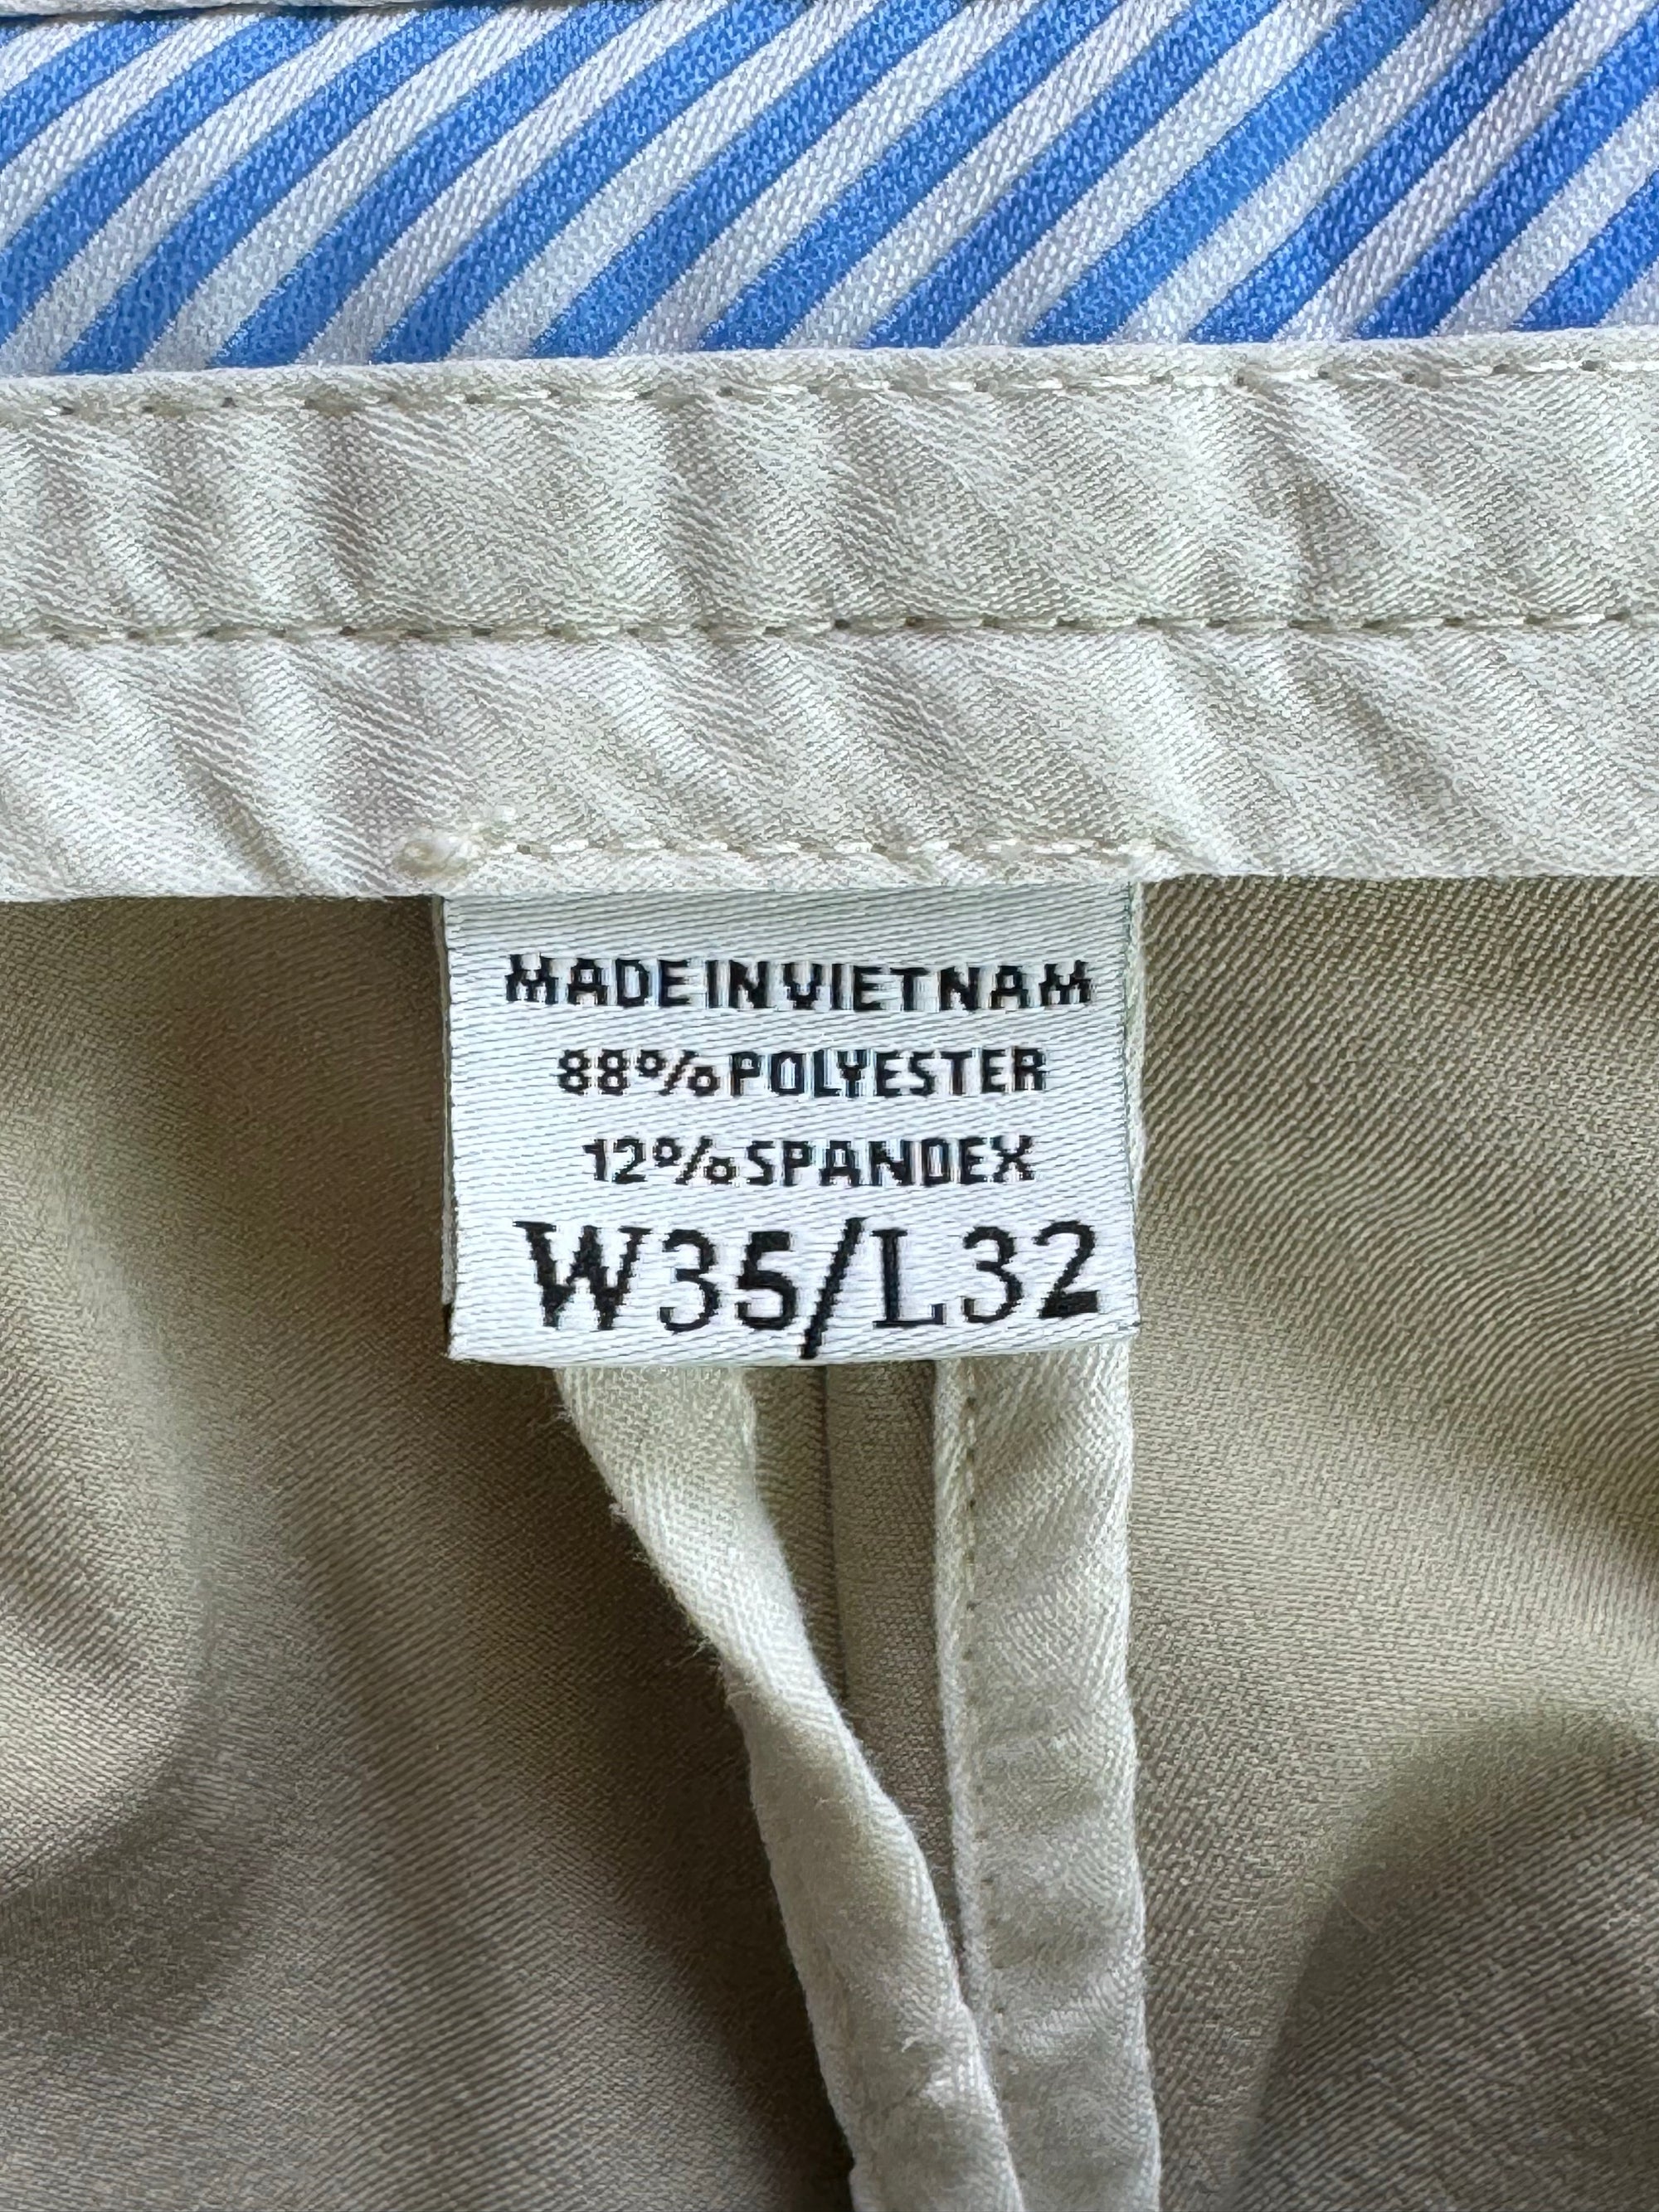 MADE IN VIETNAM
88% POLYESTER
12% SPANDEX
W35/L32